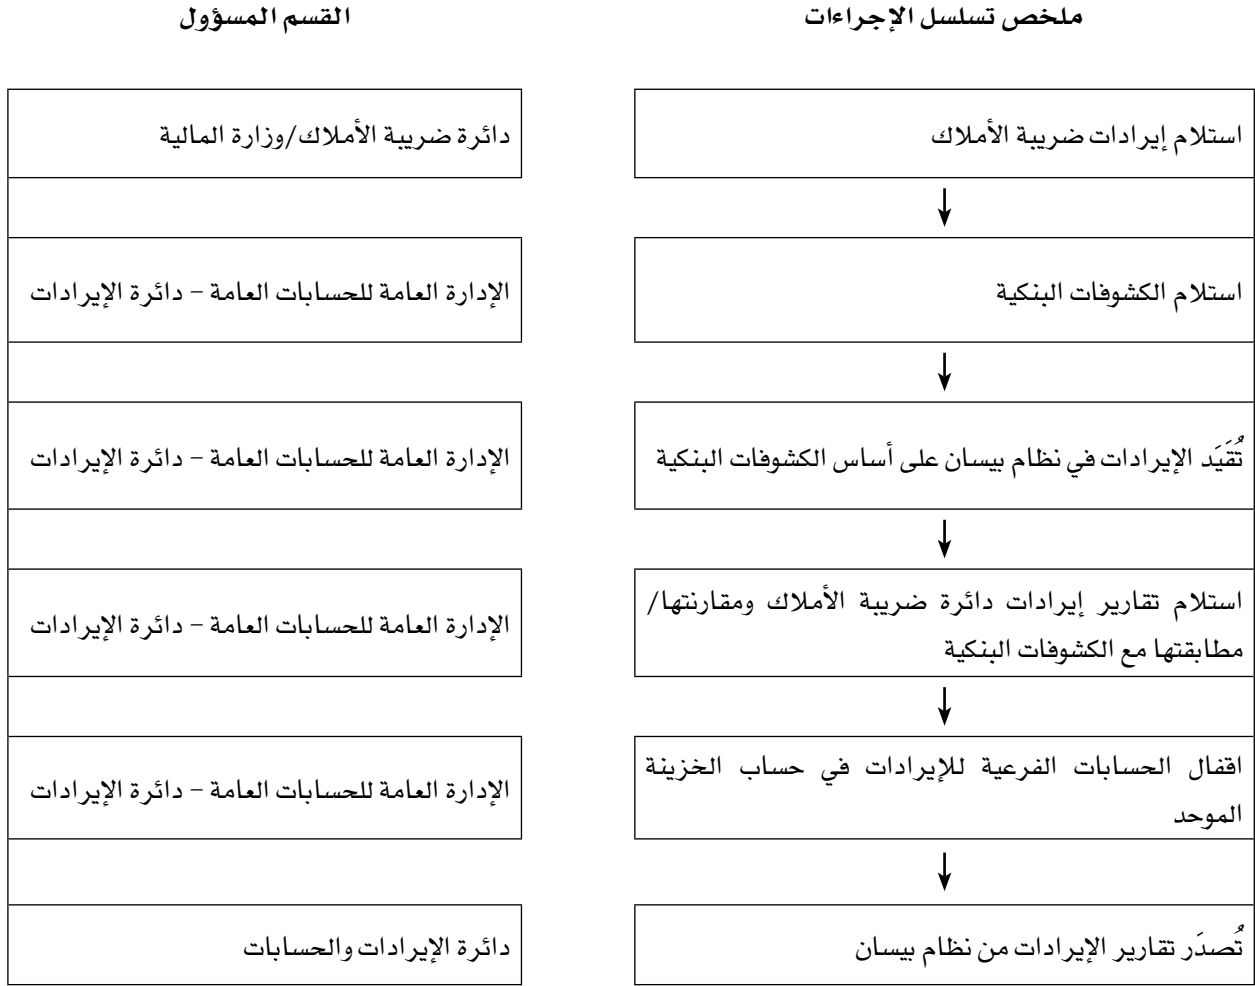 ملخص تسلسل الإجراءات
القسم المسؤول
استلام إيرادات ضريبة الأملاك
دائرة ضريبة الأملاك/وزارة المالية
استلام الكشوفات البنكية
الإدارة العامة للحسابات العامة – دائرة الإيرادات
تُقَيَد الإيرادات في نظام بيسان على أساس الكشوفات البنكية
الإدارة العامة للحسابات العامة – دائرة الإيرادات
استلام تقارير إيرادات دائرة ضريبة الأملاك ومقارنتها/
مطابقتها مع الكشوفات البنكية
الإدارة العامة للحسابات العامة – دائرة الإيرادات
اقفال الحسابات الفرعية للإيرادات في حساب الخزينة
الموحد
الإدارة العامة للحسابات العامة – دائرة الإيرادات
تُصدَر تقارير الإيرادات من نظام بيسان
دائرة الإيرادات والحسابات